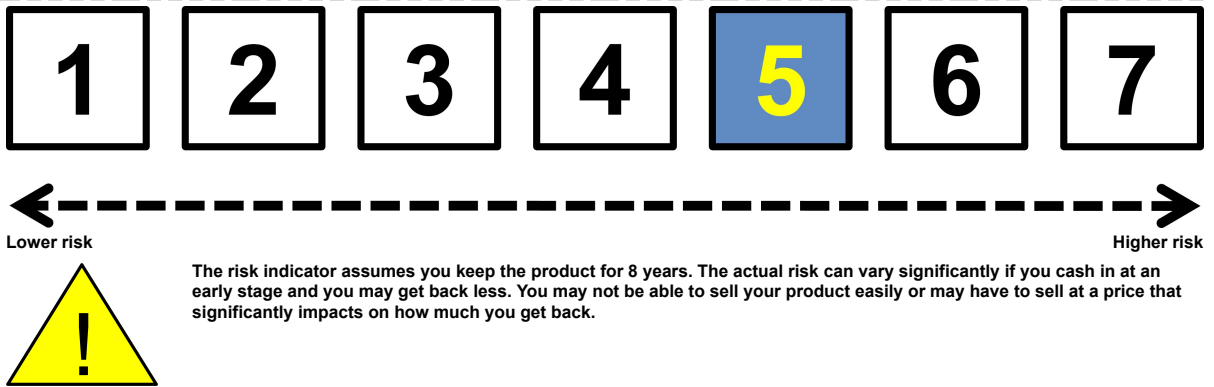 1 2 3 4 5 6 7
Lower risk Higher risk
The risk indicator assumes you keep the product for 8 years. The actual risk can vary significantly if you cash in at an
early stage and you may get back less. You may not be able to sell your product easily or may have to sell at a price that
significantly impacts on how much you get back.
!